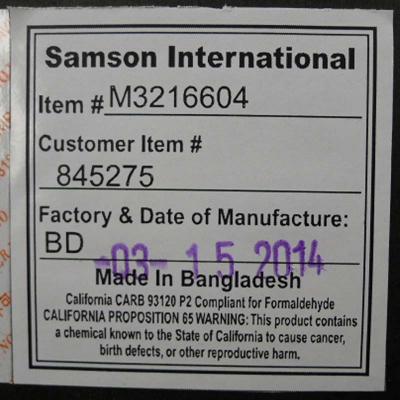 Samson International
Item # M3216604
Customer Item #
845275
Factory & Date of Manufacture:
BD -03- 15 2014
Made In Bangladesh
California CARB 93120 P2 Compliant for Formaldehyde
CALIFORNIA PROPOSITION 65 WARNING: This product contains
a chemical known to the State of California to cause cancer,
birth defects, or other reproductive harm.